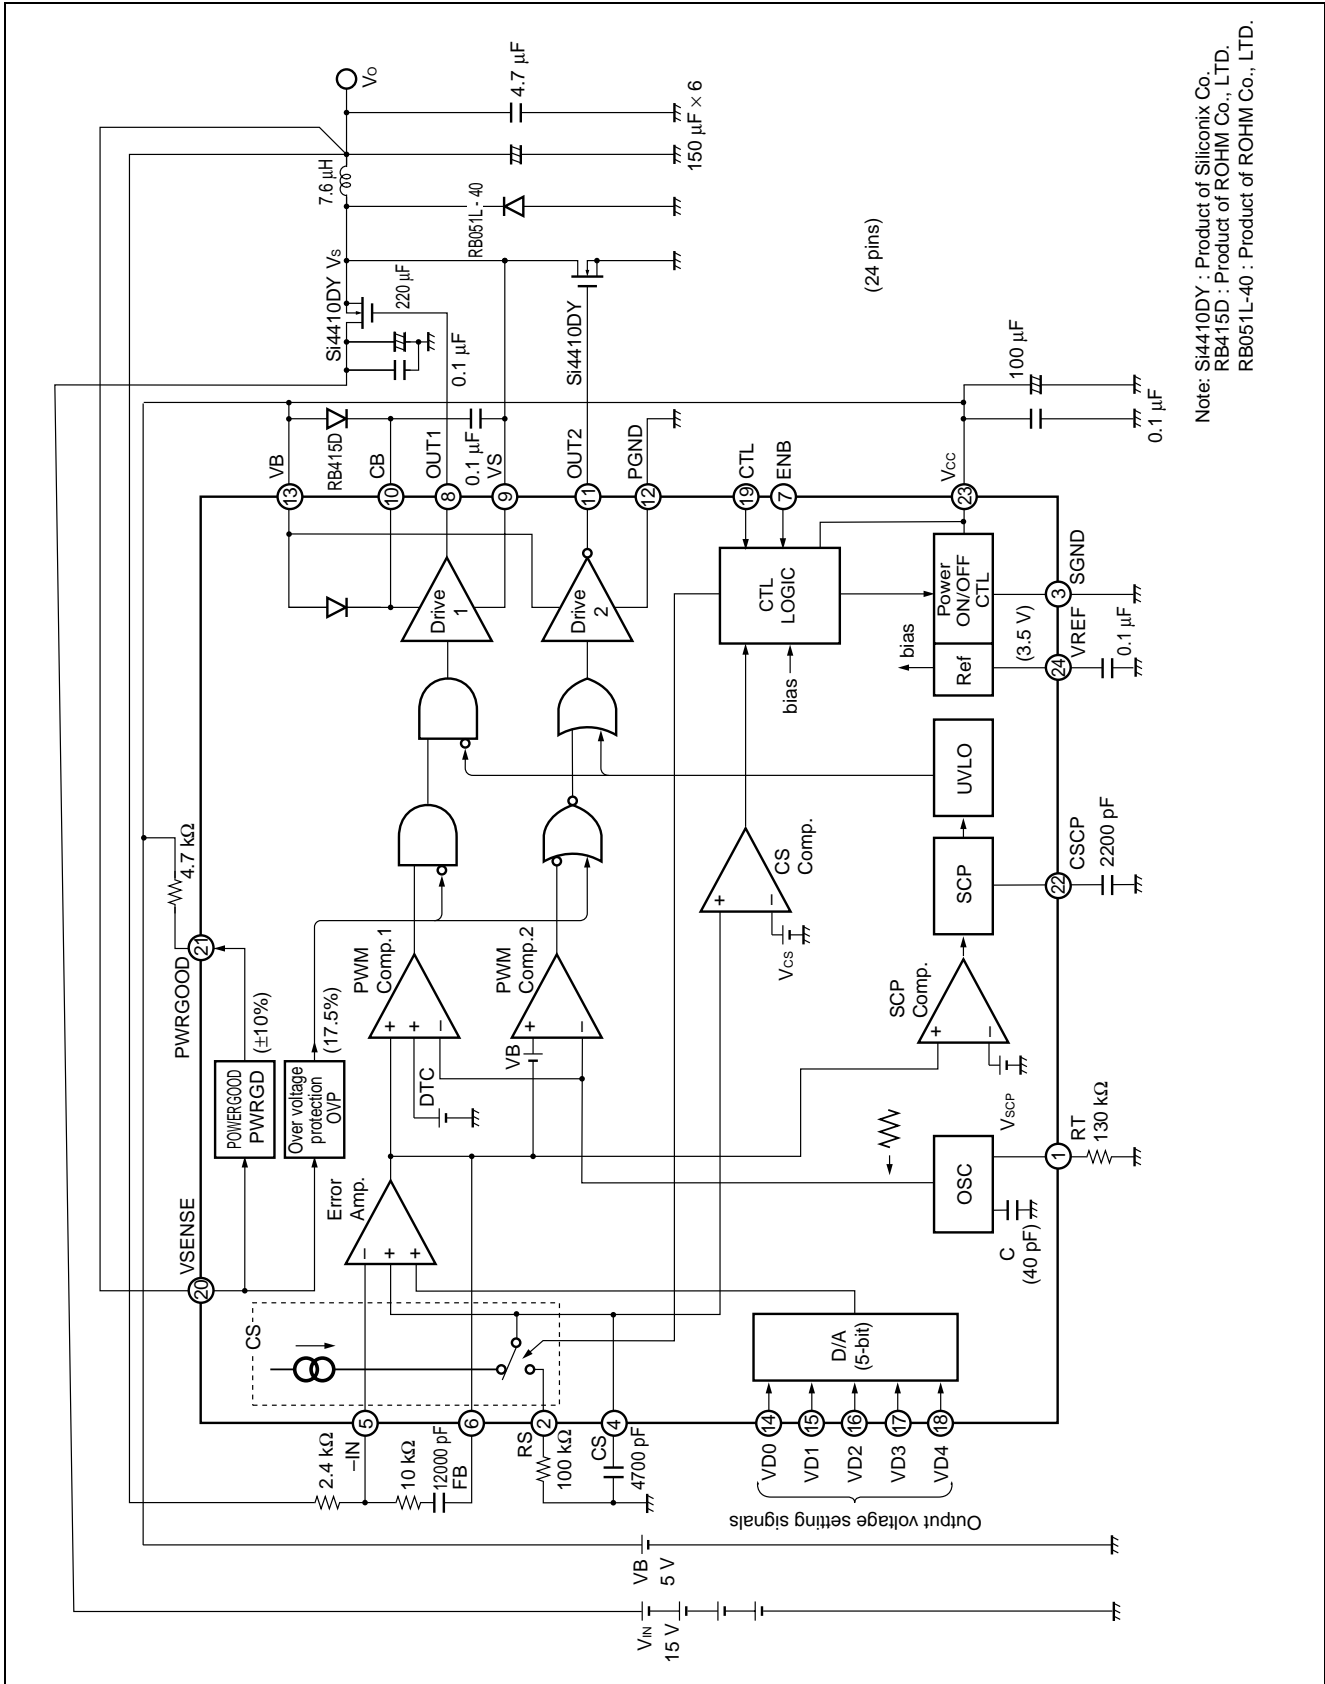 VIN
15 V
VB
5 V
2.4 kΩ
–IN
10 kΩ
12000 pF
FB
RS
100 kΩ
CS
4700 pF
Output voltage setting signals
VD0
VD1
VD2
VD3
VD4
5
6
2
4
14
15
16
17
18
CS
D/A
(5-bit)
VSENSE
20
Error
Amp.
POWERGOOD
PWRGD
(±10%)
Over voltage
protection
OVP
(17.5%)
PWRGOOD
21
4.7 kΩ
–
+
+
DTC
VB
PWM
Comp.1
+
+
–
PWM
Comp.2
+
–
OSC
C
(40 pF)
1
RT
130 kΩ
VSCP
SCP
Comp.
+
–
VCS
CS
Comp.
+
–
SCP
22
CSCP
2200 pF
UVLO
bias
bias
Ref
(3.5 V)
24
VREF
0.1 µF
Power
ON/OFF
CTL
3
SGND
CTL
LOGIC
Drive
1
Drive
2
13
VB
10
CB
8
OUT1
9
VS
11
OUT2
12
PGND
19
CTL
7
ENB
23
VCC
RB415D
0.1 µF
0.1 µF
100 µF
0.1 µF
Si4410DY
VS
220 µF
Si4410DY
RB051L - 40
7.6 µH
150 µF × 6
4.7 µF
VO
(24 pins)
Note: Si4410DY : Product of Siliconix Co.
RB415D : Product of ROHM Co., LTD.
RB051L-40 : Product of ROHM Co., LTD.